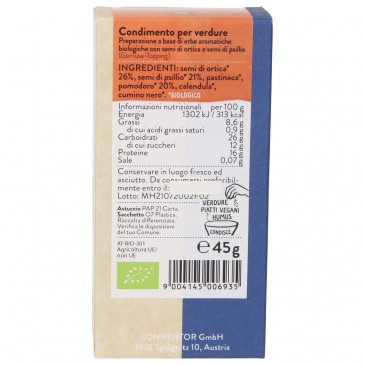 Condimento per verdure
Preparazione a base di erbe aromatiche
biologiche con semi di ortica e semi di psillio
(Gemüse-Topping)
INGREDIENTI: semi di ortica*
26%, semi di psillio* 21%, pastinaca*,
pomodoro* 20%, calendula*,
cumino nero*. *BIOLOGICO
Informazioni nutrizionali per 100 g
Energia 1302 kJ / 313 kcal
Grassi 8,6
di cui acidi grassi saturi 0,9
Carboidrati 26
di cui zuccheri 12
Proteine 16
Sale 0,07
Conservare in luogo fresco ed
asciutto. Da consumarsi preferibil-
mente entro il:
Lotto: MH21072002F02
Astuccio PAP 21 Carta.
Sacchetto 07 Plastica.
Raccolta differenziata.
Verifica le disposizioni
del tuo Comune.
VERDURE
PIATTI VEGANI
HUMUS
CONDISCE
AT-BIO-301
Agricoltura UE/
non UE
e 45g
9 004145 006935
SONNENTOR GmbH
3910 Sprögnitz 10, Austria